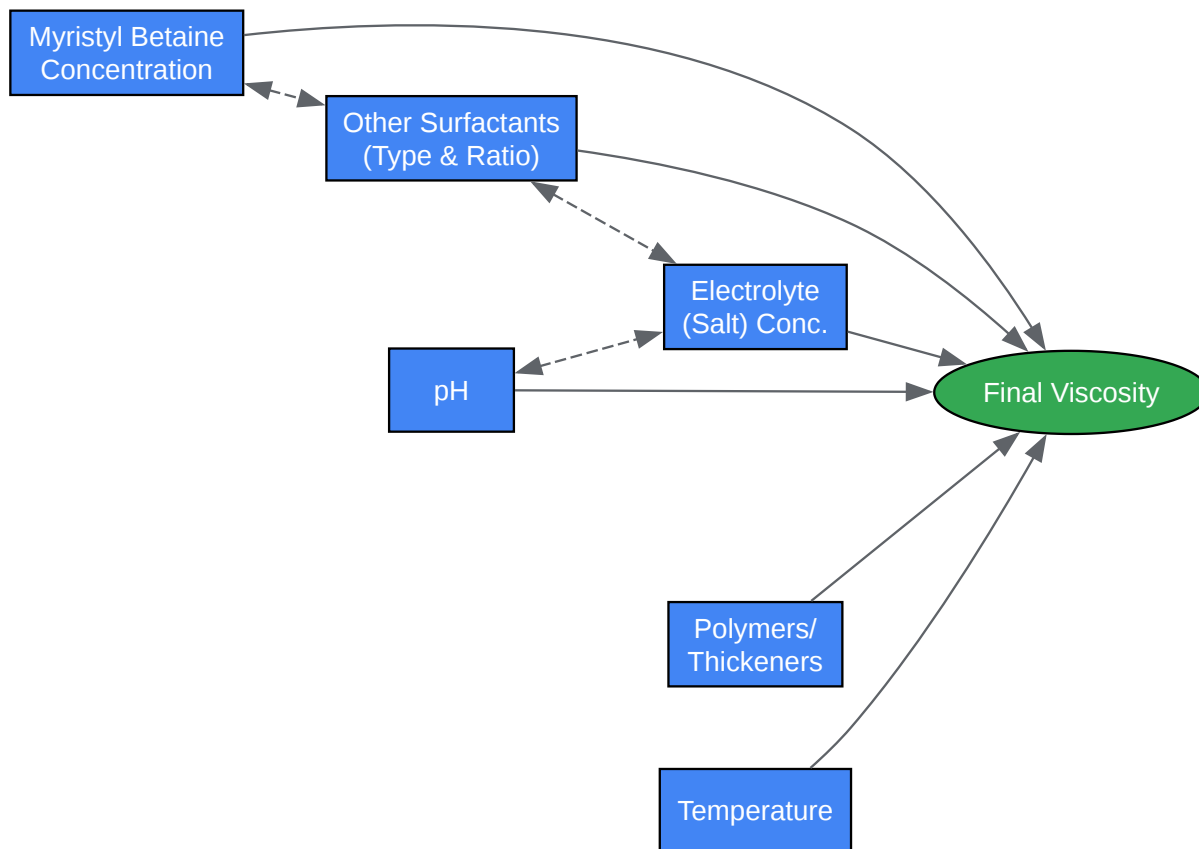 Myristyl Betaine
Concentration
Other Surfactants
(Type & Ratio)
Electrolyte
(Salt) Conc.
pH
Final Viscosity
Polymers/
Thickeners
Temperature